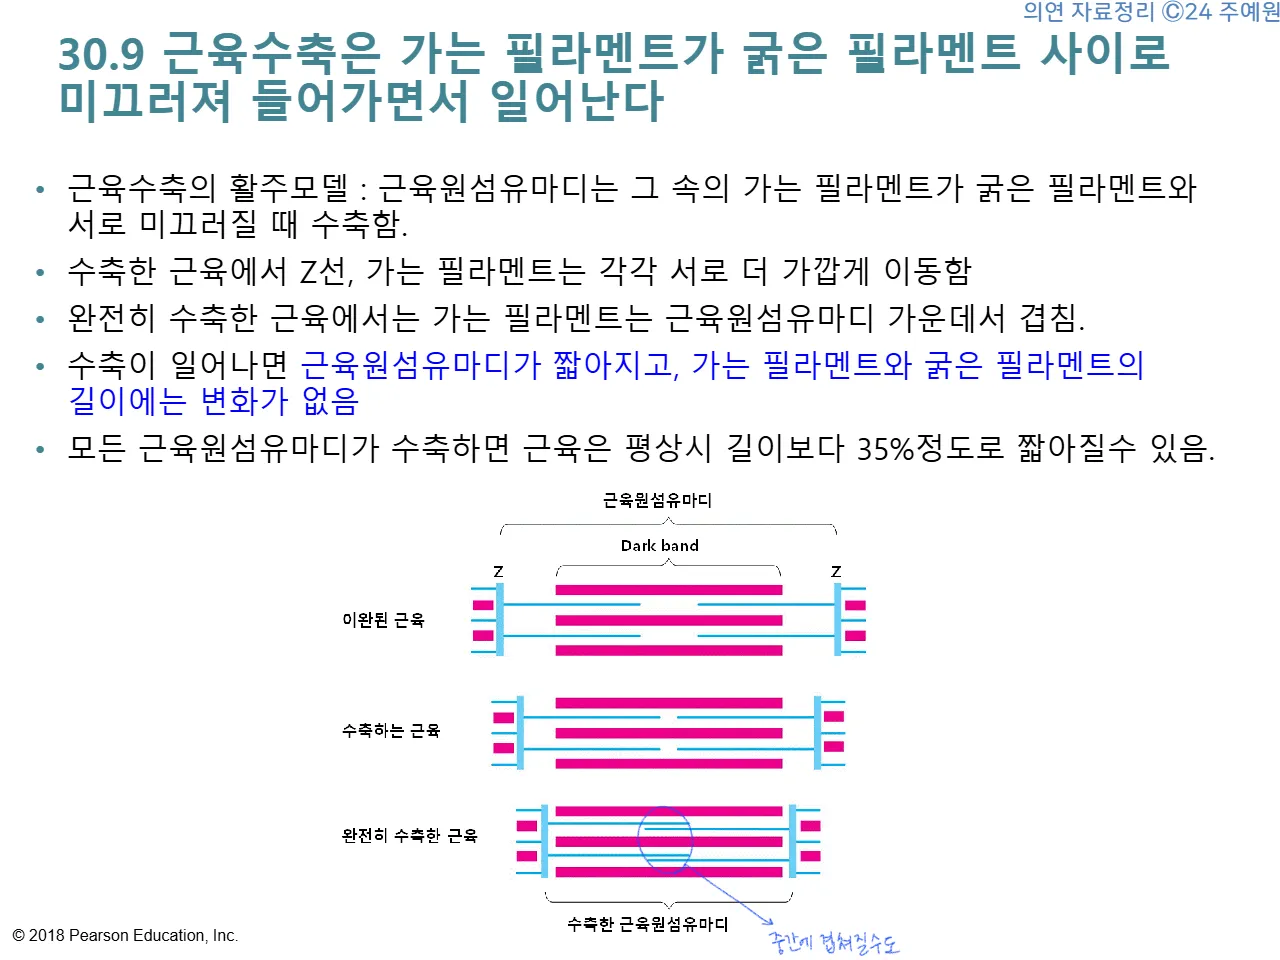 의연 자료정리 ©24 주예원
30.9 근육수축은 가는 필라멘트가 굵은 필라멘트 사이로
미끄러져 들어가면서 일어난다
• 근육수축의 활주모델 : 근육원섬유마디는 그 속의 가는 필라멘트가 굵은 필라멘트와
서로 미끄러질 때 수축함.
• 수축한 근육에서 Z선, 가는 필라멘트는 각각 서로 더 가깝게 이동함
• 완전히 수축한 근육에서는 가는 필라멘트는 근육원섬유마디 가운데서 겹침.
• 수축이 일어나면 근육원섬유마디가 짧아지고, 가는 필라멘트와 굵은 필라멘트의
길이에는 변화가 없음
• 모든 근육원섬유마디가 수축하면 근육은 평상시 길이보다 35%정도로 짧아질수 있음.
근육원섬유마디
Dark band
Z
Z
이완된 근육
수축하는 근육
완전히 수축한 근육
수축한 근육원섬유마디
중간에 겹쳐질수도
© 2018 Pearson Education, Inc.